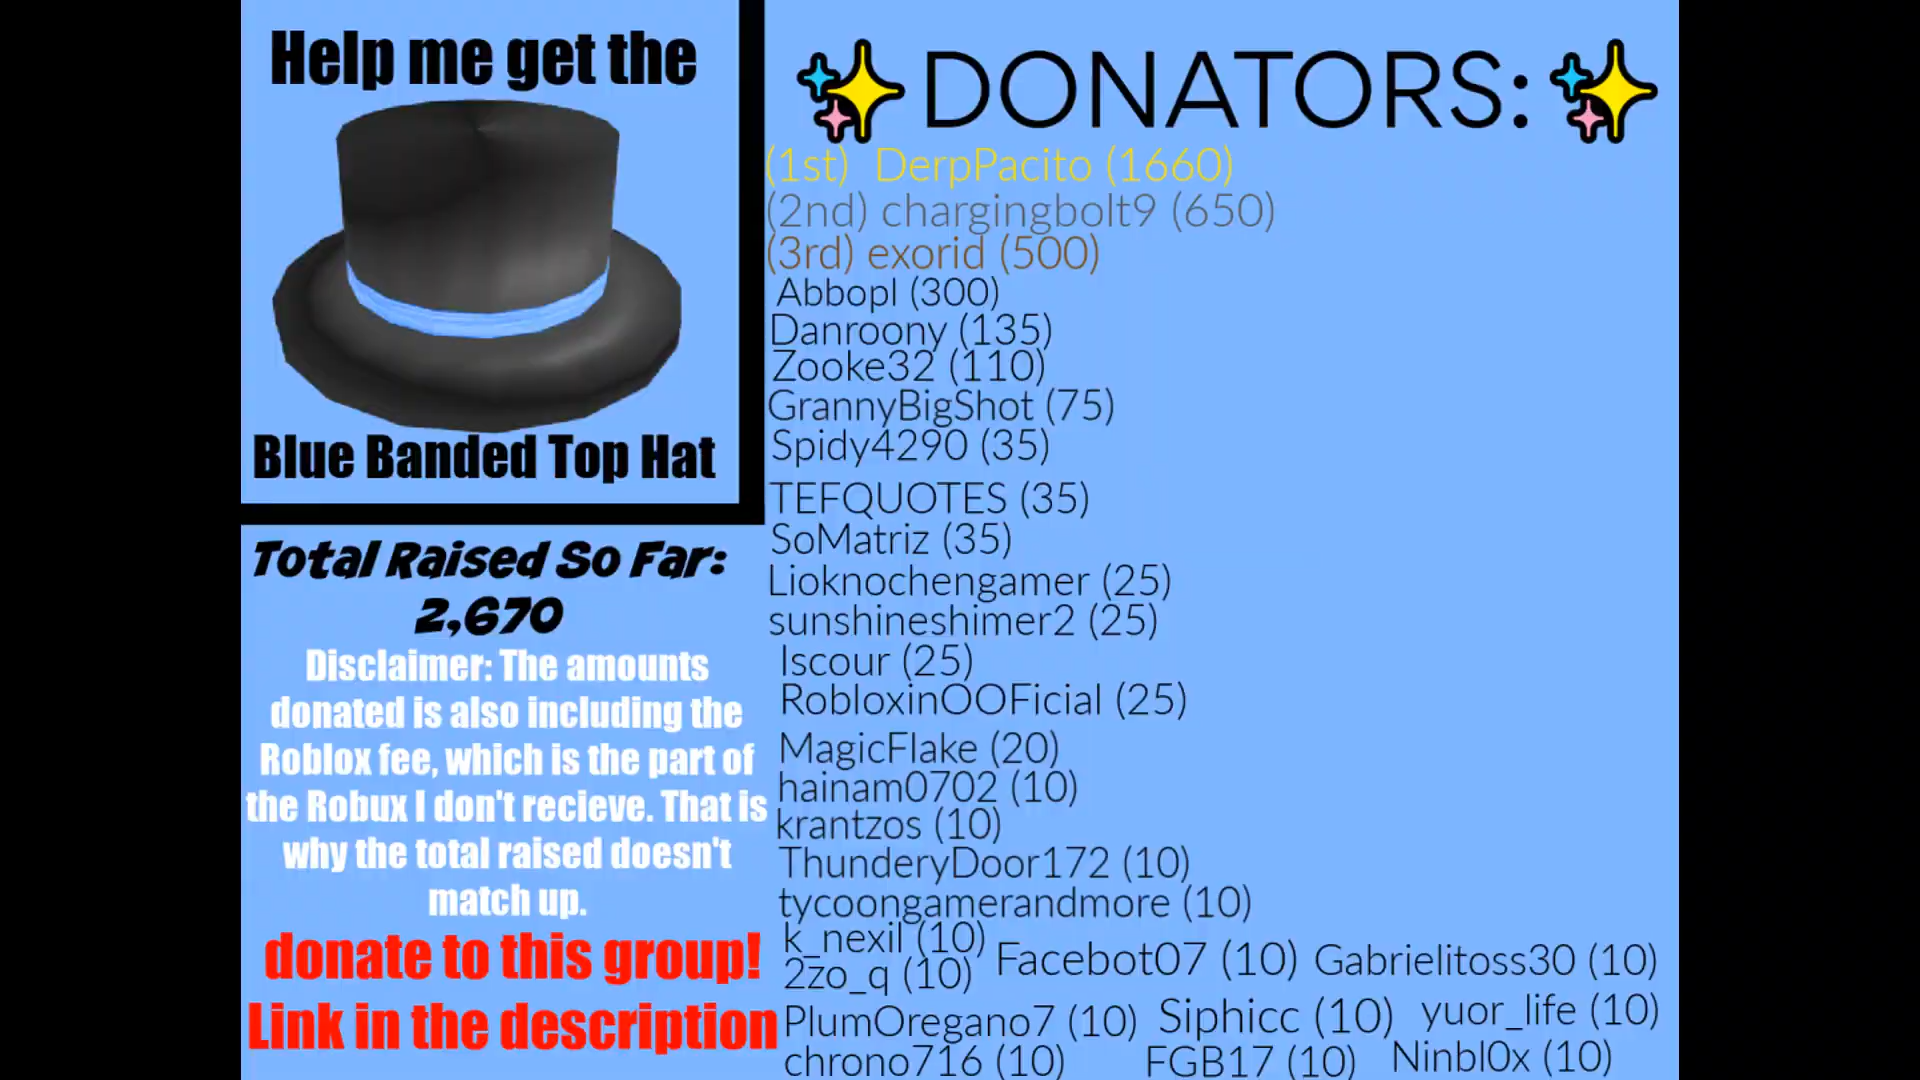 Help me get the
Blue Banded Top Hat
Total Raised So Far:
2,670
Disclaimer: The amounts
donated is also including the
Roblox fee, which is the part of
the Robux I don't recieve. That is
why the total raised doesn't
match up.
donate to this group!
Link in the description
DONATORS:
(1st) DerpPacito (1660)
(2nd) chargingbolt9 (650)
(3rd) exorid (500)
Abbopl (300)
Danroony (135)
Zooke32 (110)
GrannyBigShot (75)
Spidy4290 (35)
TEFQUOTES (35)
SoMatriz (35)
Lioknochengamer (25)
sunshineshimer2 (25)
Iscour (25)
RobloxinOOFicial (25)
MagicFlake (20)
hainam0702 (10)
krantzos (10)
ThunderyDoor172 (10)
tycoongamerandmore (10)
k_nexil (10)
2zo_q (10)
Facebot07 (10) Gabrielitoss30 (10)
PlumOregano7 (10) Siphicc (10) yuor_life (10)
chrono716 (10) FGB17 (10) Ninbl0x (10)